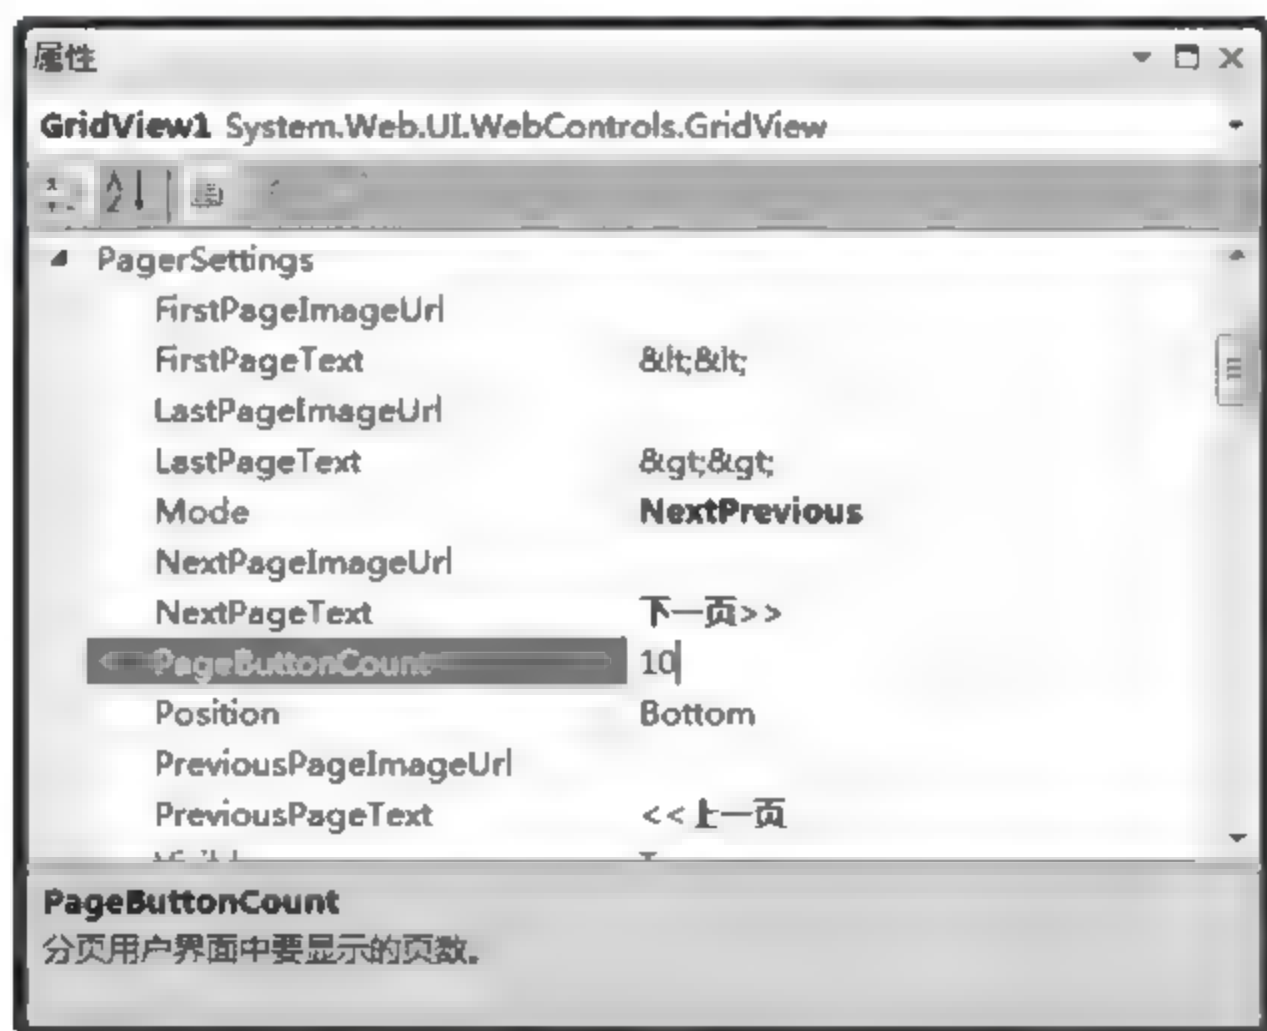 属性
GridView1 System.Web.UI.WebControls.GridView
PagerSettings
FirstPageImageUrl
FirstPageText &lt;&lt;
LastPageImageUrl
LastPageText &gt;&gt;
Mode NextPrevious
NextPageImageUrl
NextPageText 下一页>>
PageButtonCount 10
Position Bottom
PreviousPageImageUrl
PreviousPageText <<上一页
PageButtonCount
分页用户界面中要显示的页数。